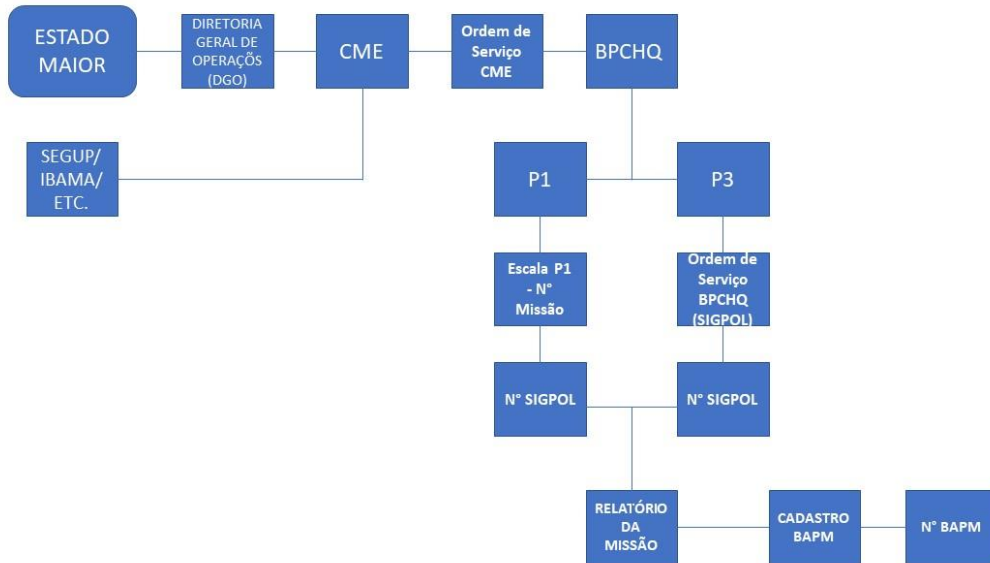 ESTADO
MAIOR
DIRETORIA
GERAL DE
OPERAÇÕS
(DGO)
CME
Ordem de
Serviço
CME
BPCHQ
SEGUP/
IBAMA/
ETC.
P1
P3
Escala P1
- N°
Missão
Ordem de
Serviço
BPCHQ
(SIGPOL)
N° SIGPOL
N° SIGPOL
RELATÓRIO
DA
MISSÃO
CADASTRO
BAPM
N° BAPM